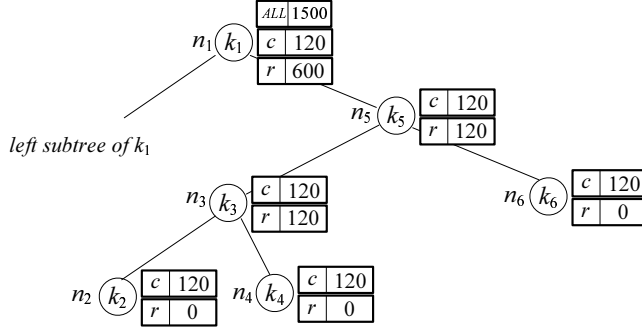 ALL 1500
n1 k1 c 120
r 600
n5 k5 c 120
r 120
left subtree of k1
n3 k3 c 120
r 120
n6 k6 c 120
r 0
n2 k2 c 120
r 0
n4 k4 c 120
r 0